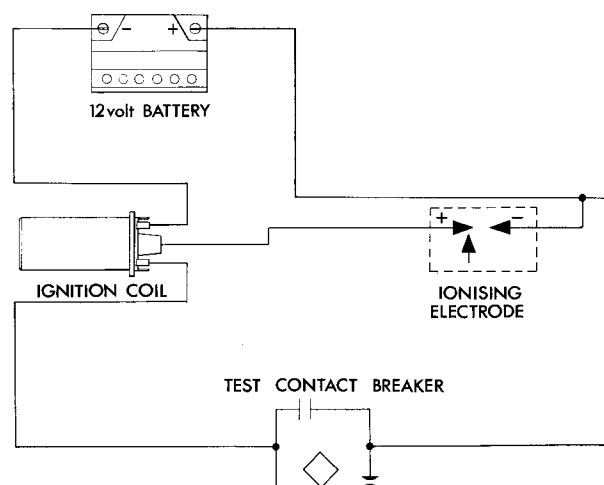 - +
12volt BATTERY
+ -
IGNITION COIL
IONISING
ELECTRODE
TEST CONTACT BREAKER